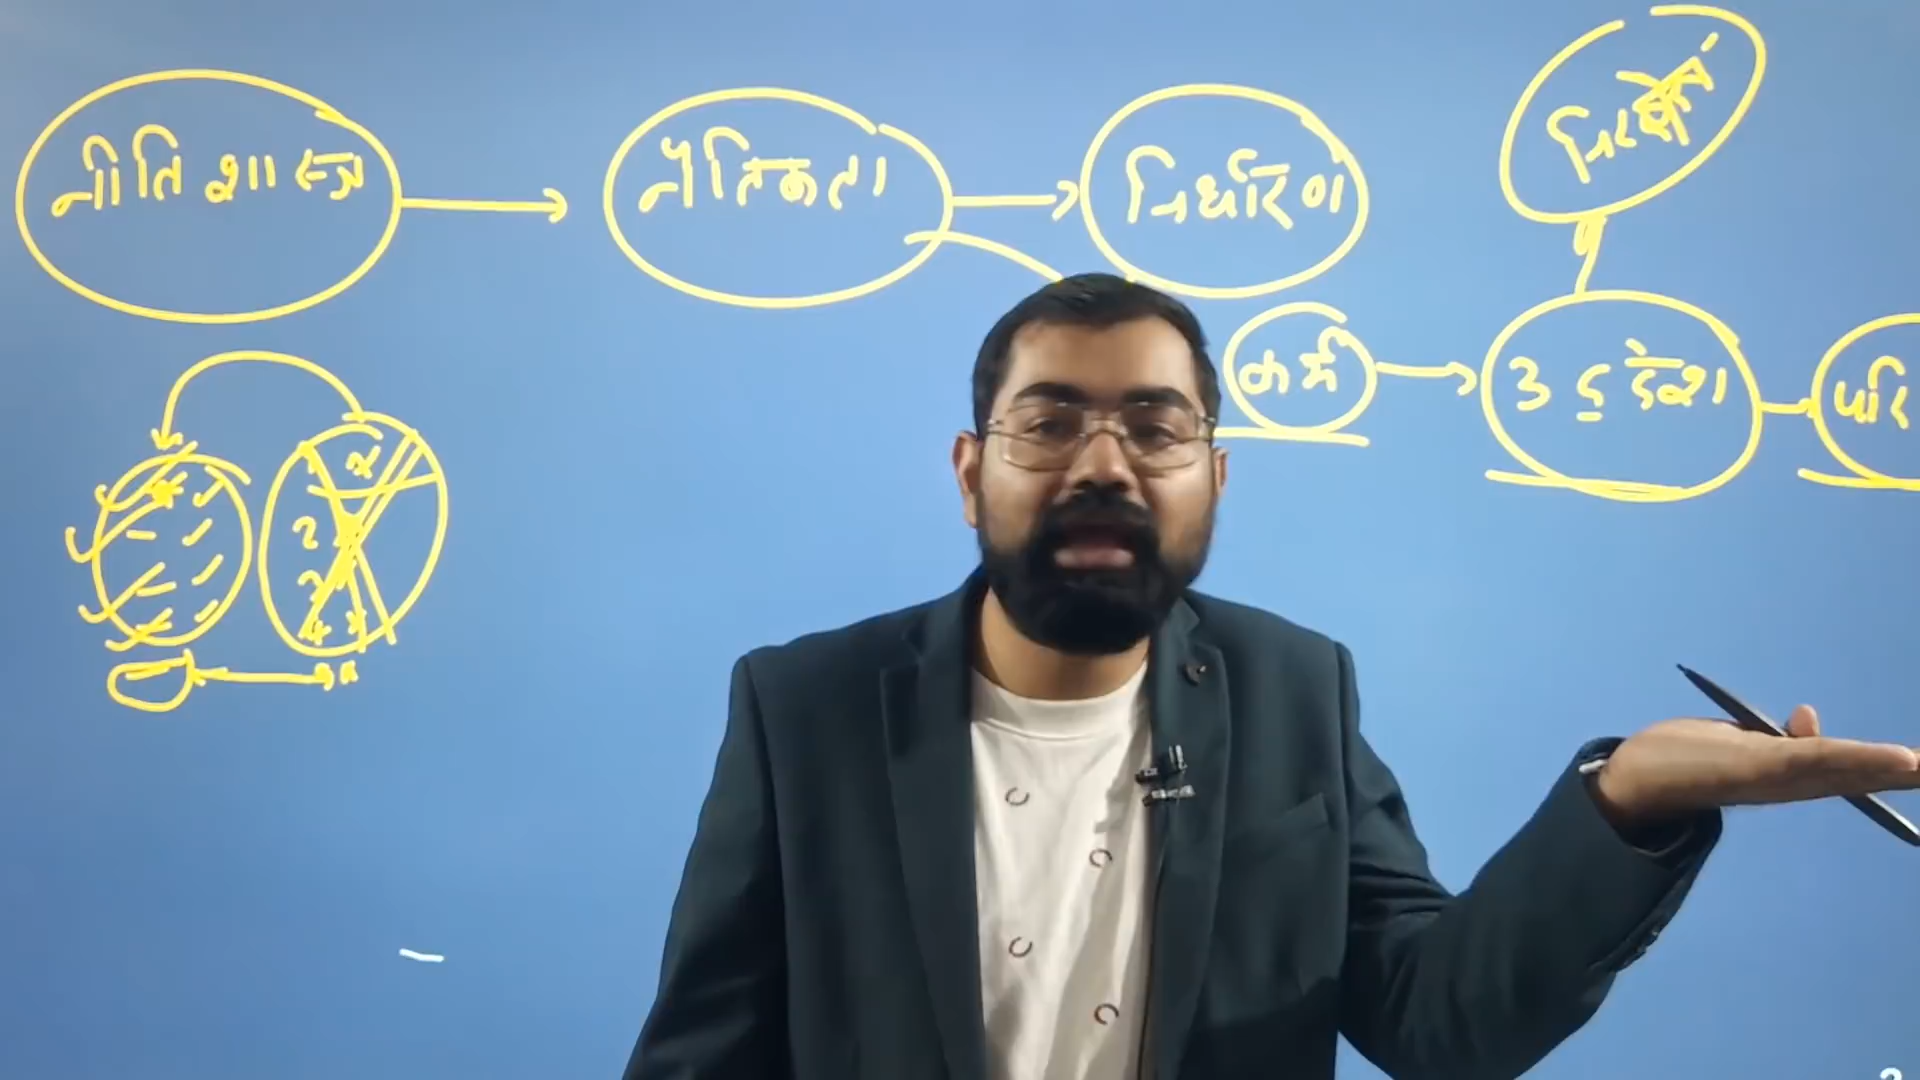 नीति शास्त्र
नैतिकता
निर्धारण
कर्म
उद्देश्य
परि